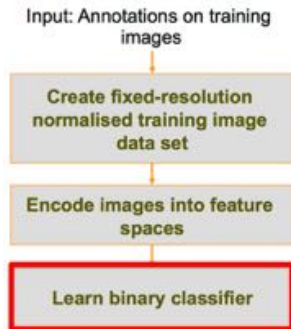 Input: Annotations on training
images
Create fixed-resolution
normalised training image
data set
Encode images into feature
spaces
Learn binary classifier